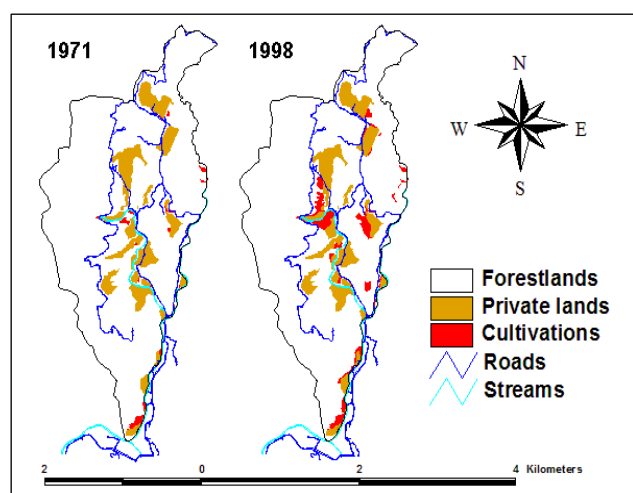 1971
1998
N
W
E
S
Forestlands
Private lands
Cultivations
Roads
Streams
2 0 2 4 Kilometers